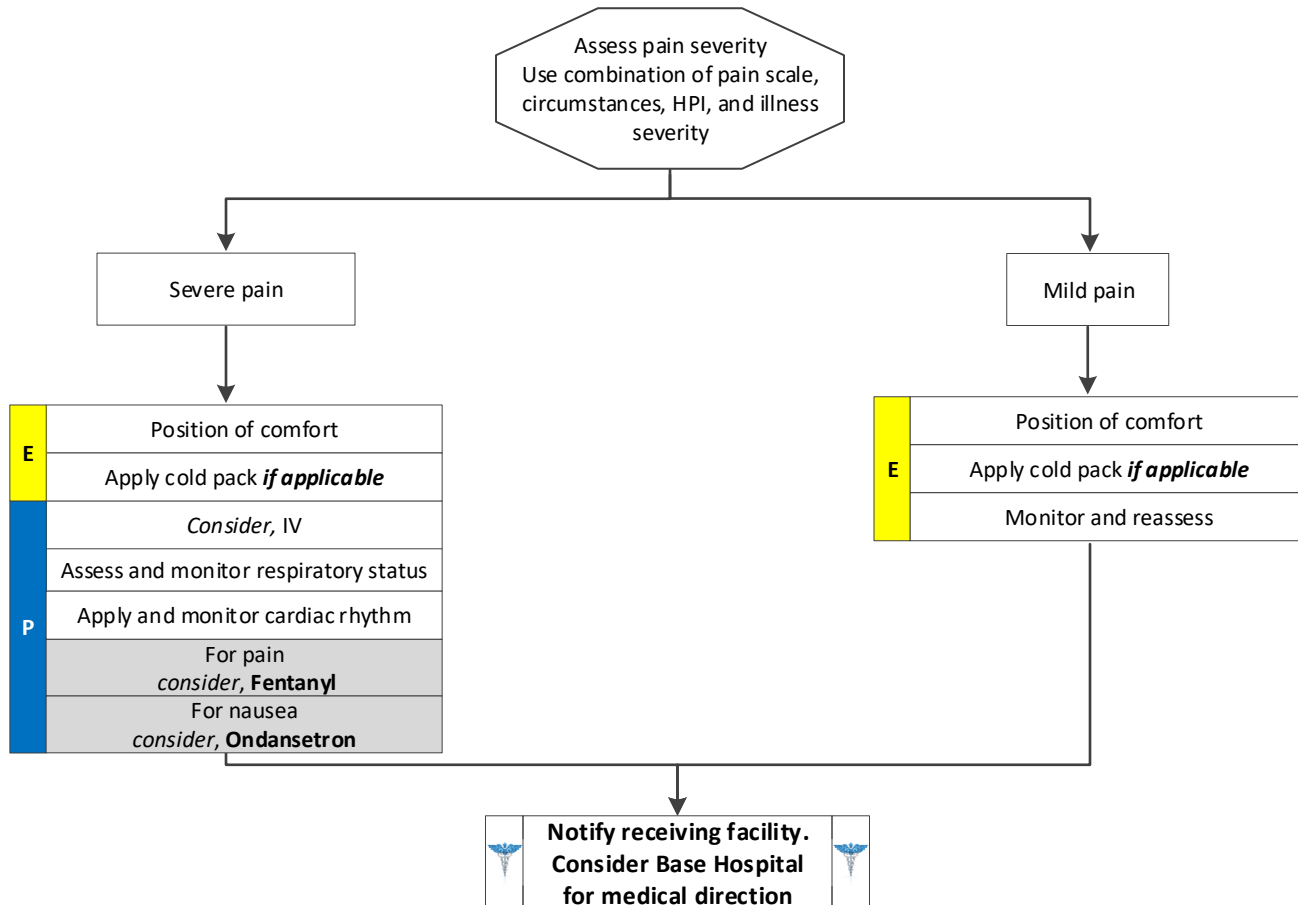 Assess pain severity
Use combination of pain scale,
circumstances, HPI, and illness
severity
Severe pain
Mild pain
E
Position of comfort
Apply cold pack if applicable
P
Consider, IV
Assess and monitor respiratory status
Apply and monitor cardiac rhythm
For pain
consider, Fentanyl
For nausea
consider, Ondansetron
E
Position of comfort
Apply cold pack if applicable
Monitor and reassess
Notify receiving facility.
Consider Base Hospital
for medical direction